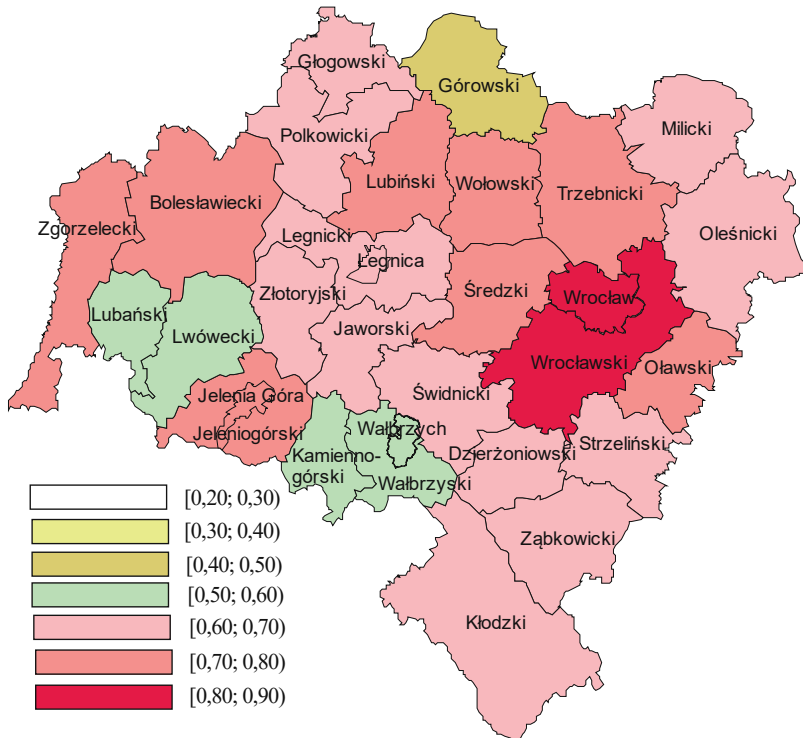 Głogowski
Górowski
Milicki
Polkowicki
Lubiński
Wołowski
Trzebnicki
Bolesławiecki
Zgorzelecki
Oleśnicki
Legnicki
Legnica
Złotoryjski
Średzki
Wrocław
Lubański
Lwówecki
Jaworski
Wrocławski
Oławski
Świdnicki
Jelenia Góra
Jeleniogórski
Wałbrzych
Strzeliński
Kamienno-
górski
Dzierżoniowski
Wałbrzyski
Ząbkowicki
Kłodzki
[0,20; 0,30)
[0,30; 0,40)
[0,40; 0,50)
[0,50; 0,60)
[0,60; 0,70)
[0,70; 0,80)
[0,80; 0,90)